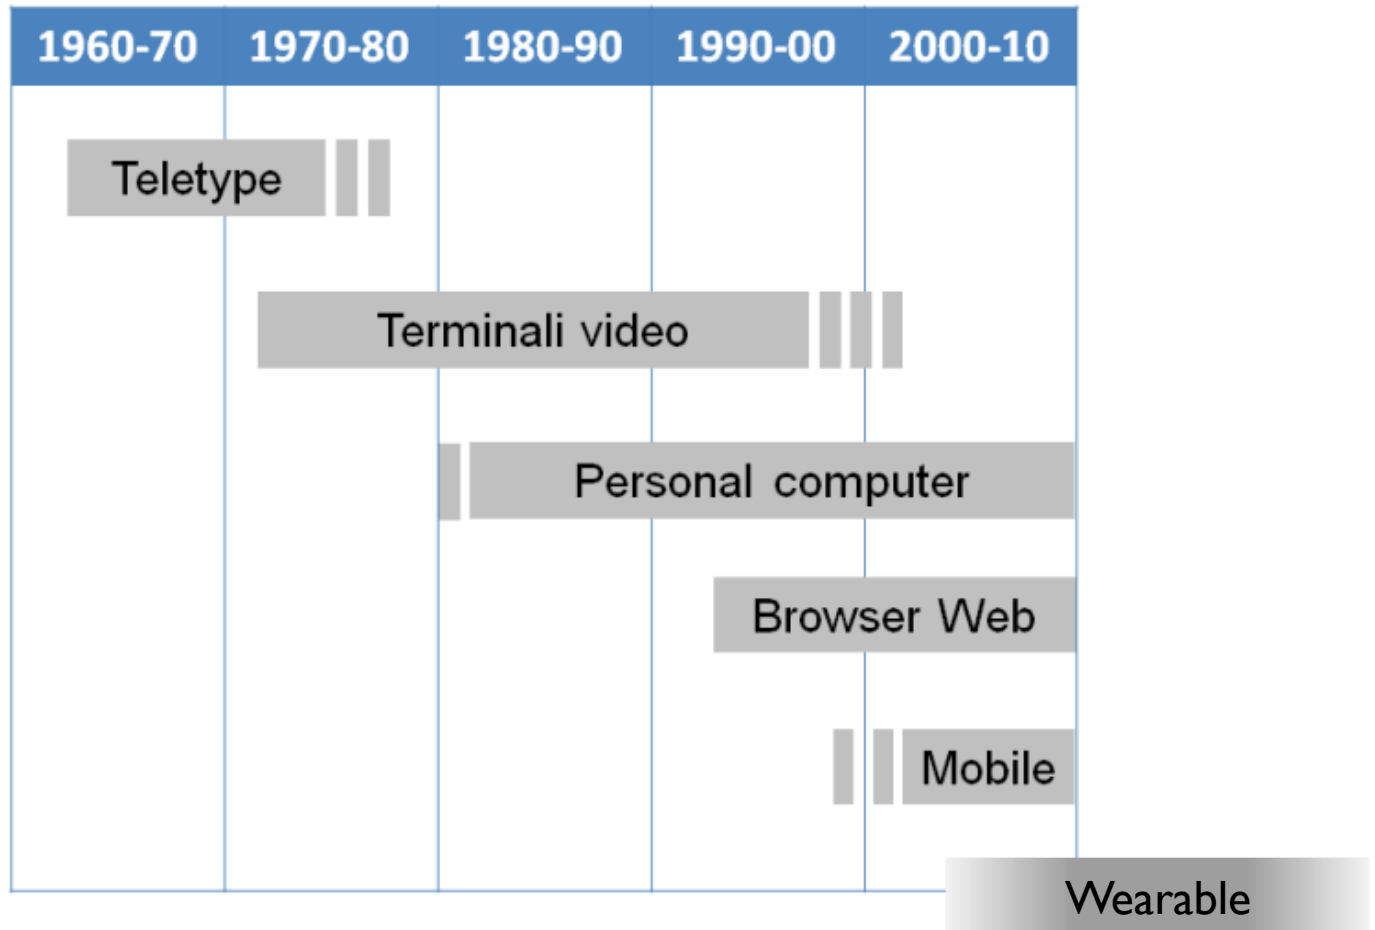 1960-70 1970-80 1980-90 1990-00 2000-10
Teletype
Terminali video
Personal computer
Browser Web
Mobile
Wearable